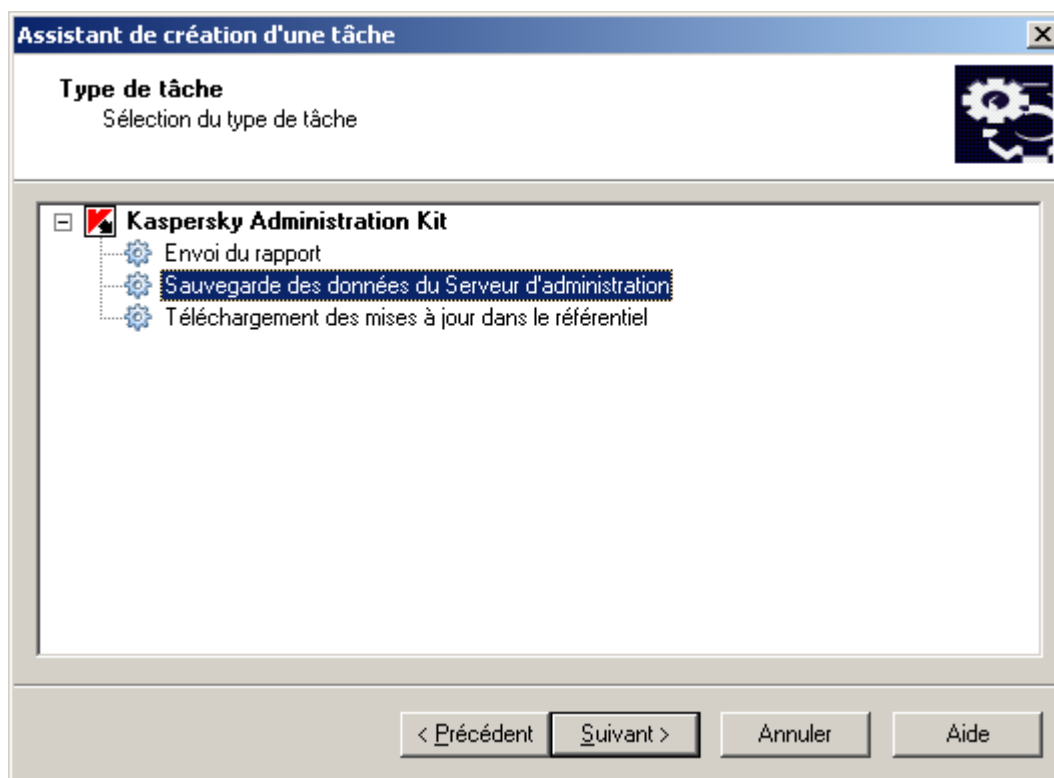 Assistant de création d'une tâche
Type de tâche
Sélection du type de tâche
Kaspersky Administration Kit
Envoi du rapport
Sauvegarde des données du Serveur d'administration
Téléchargement des mises à jour dans le référentiel
< Précédent Suivant > Annuler Aide